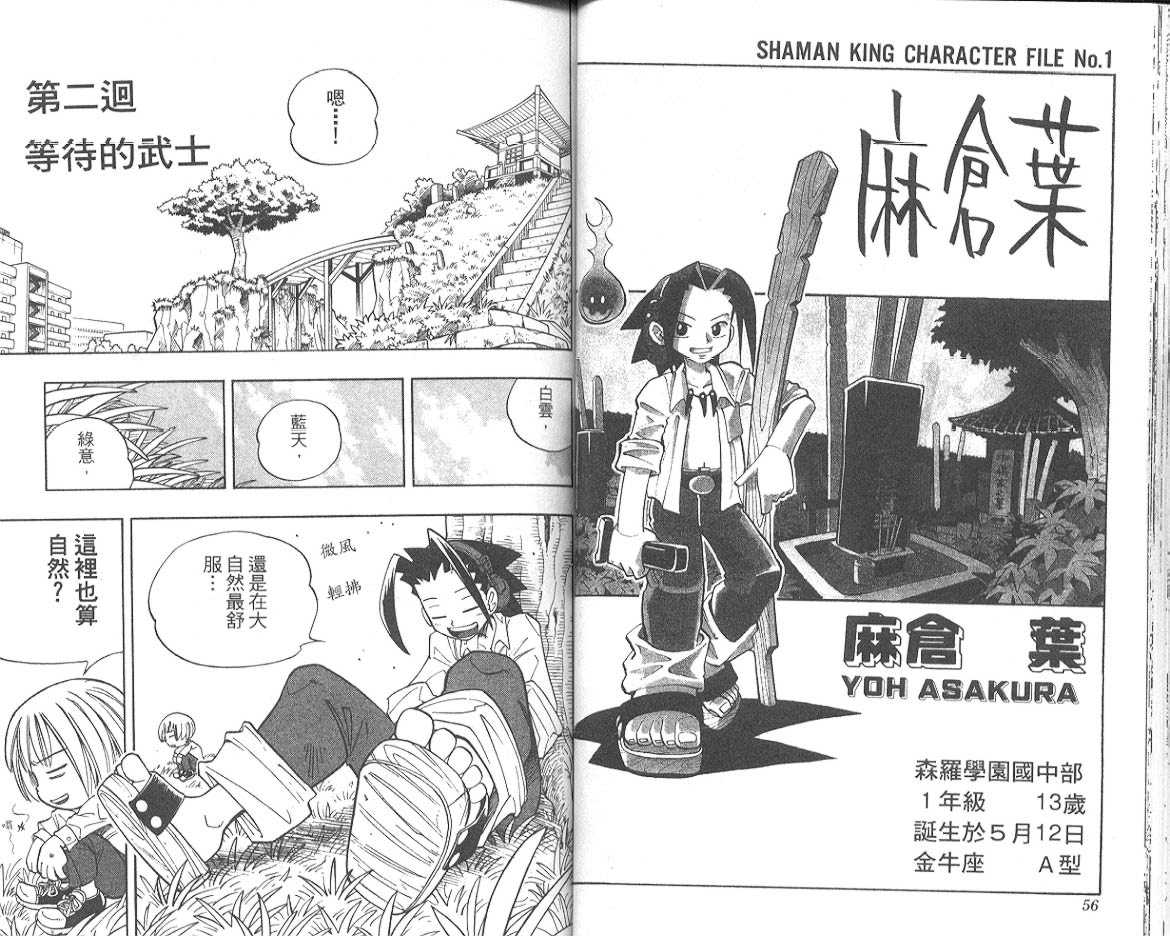 SHAMAN KING CHARACTER FILE No.1
麻倉葉
麻倉 葉
YOH ASAKURA
森羅學園國中部
1年級 13歲
誕生於5月12日
金牛座 A型
56
第二迴
等待的武士
嗯……!
白雲，
藍天，
綠意，
微風
輕拂
還是在大
自然最舒
服…
這裡也算
自然?